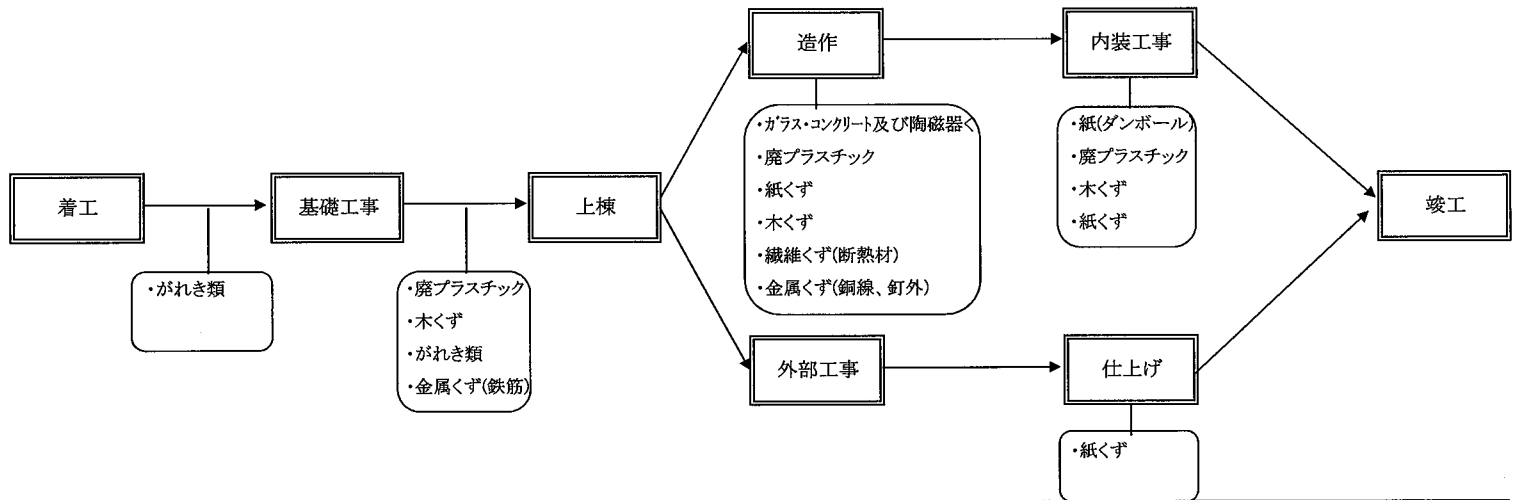 着工
・がれき類
基礎工事
・廃プラスチック
・木くず
・がれき類
・金属くず(鉄筋)
上棟
造作
・ガラス・コンクリート及び陶磁器く
・廃プラスチック
・紙くず
・木くず
・繊維くず(断熱材)
・金属くず(銅線、釘外)
内装工事
・紙(ダンボール)
・廃プラスチック
・木くず
・紙くず
外部工事
仕上げ
・紙くず
竣工